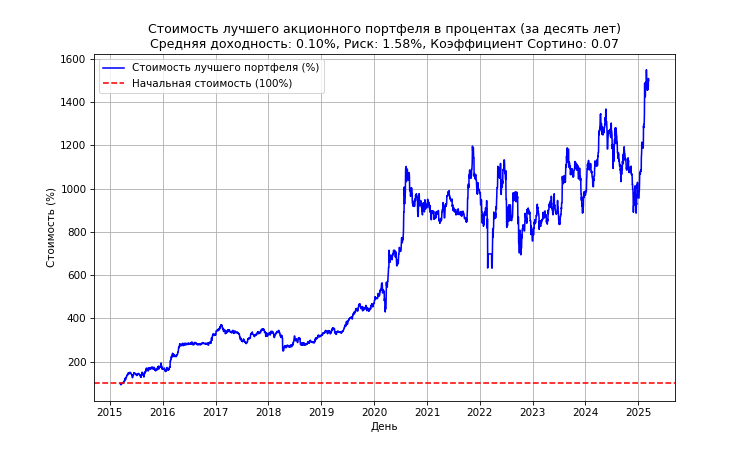 Стоимость лучшего акционного портфеля в процентах (за десять лет)
Средняя доходность: 0.10%, Риск: 1.58%, Коэффициент Сортино: 0.07
Стоимость лучшего портфеля (%)
Начальная стоимость (100%)
Стоимость (%)
1600
1400
1200
1000
800
600
400
200
2015 2016 2017 2018 2019 2020 2021 2022 2023 2024 2025
День